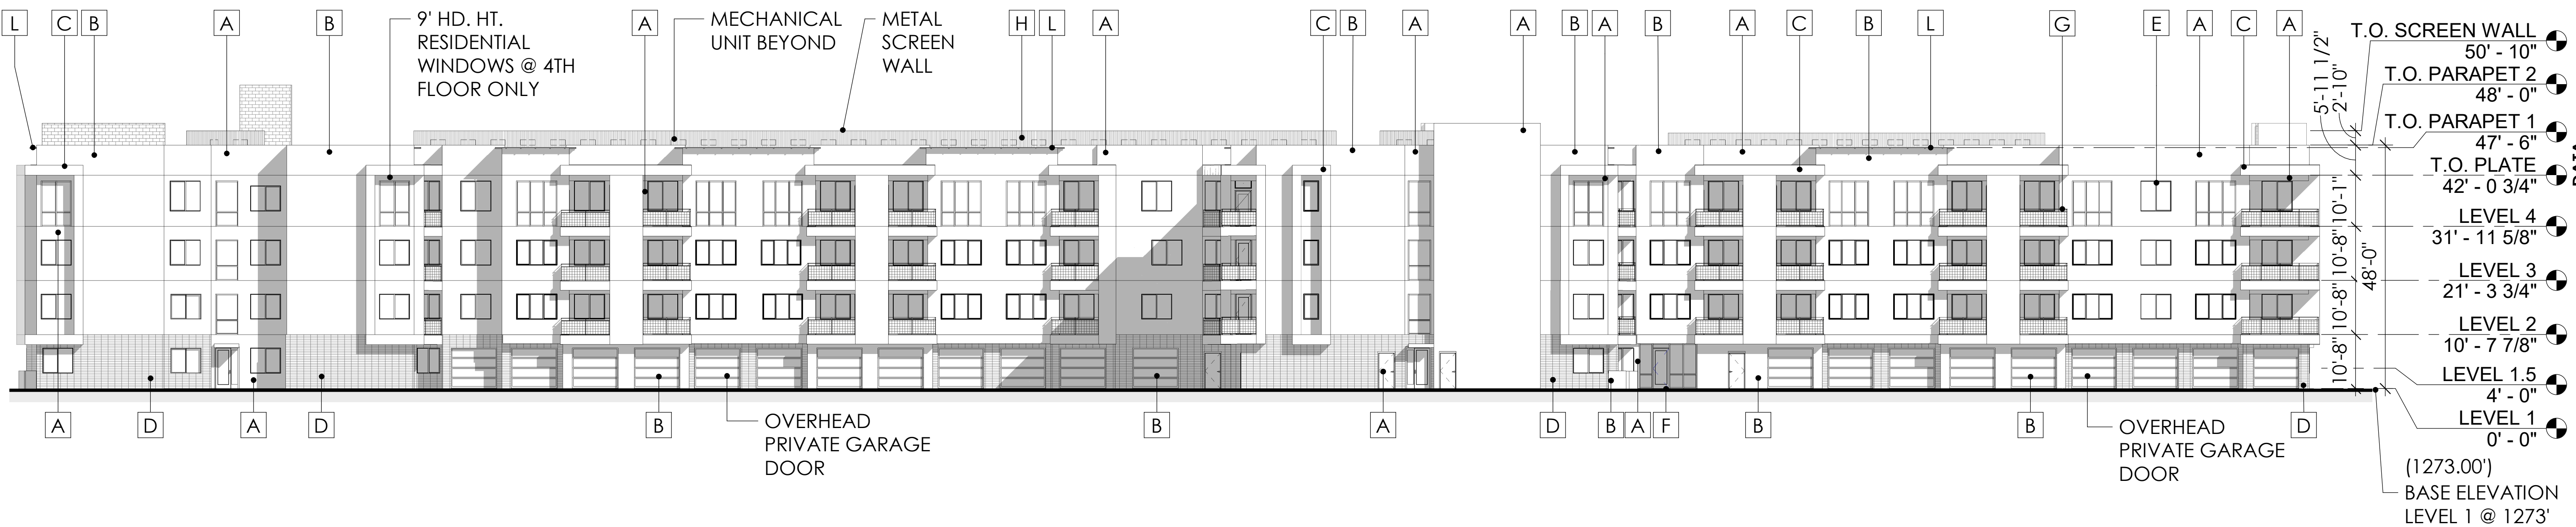 L
C
B
A
B
9' HD. HT.
RESIDENTIAL
WINDOWS @ 4TH
FLOOR ONLY
A
MECHANICAL
UNIT BEYOND
METAL
SCREEN
WALL
H
L
A
C
B
A
A
B
A
B
A
C
B
L
G
E
A
C
A
5'-11 1/2"
2'-10"
T.O. SCREEN WALL
50' - 10"
T.O. PARAPET 2
48' - 0"
T.O. PARAPET 1
47' - 6"
T.O. PLATE
42' - 0 3/4"
LEVEL 4
31' - 11 5/8"
LEVEL 3
21' - 3 3/4"
LEVEL 2
10' - 7 7/8"
LEVEL 1.5
4' - 0"
LEVEL 1
0' - 0"
10'-1"
10'-8"
10'-8"
10'-8"
48'-0"
A
D
A
D
B
OVERHEAD
PRIVATE GARAGE
DOOR
B
A
D
B
A
F
B
B
OVERHEAD
PRIVATE GARAGE
DOOR
D
(1273.00')
BASE ELEVATION
LEVEL 1 @ 1273'